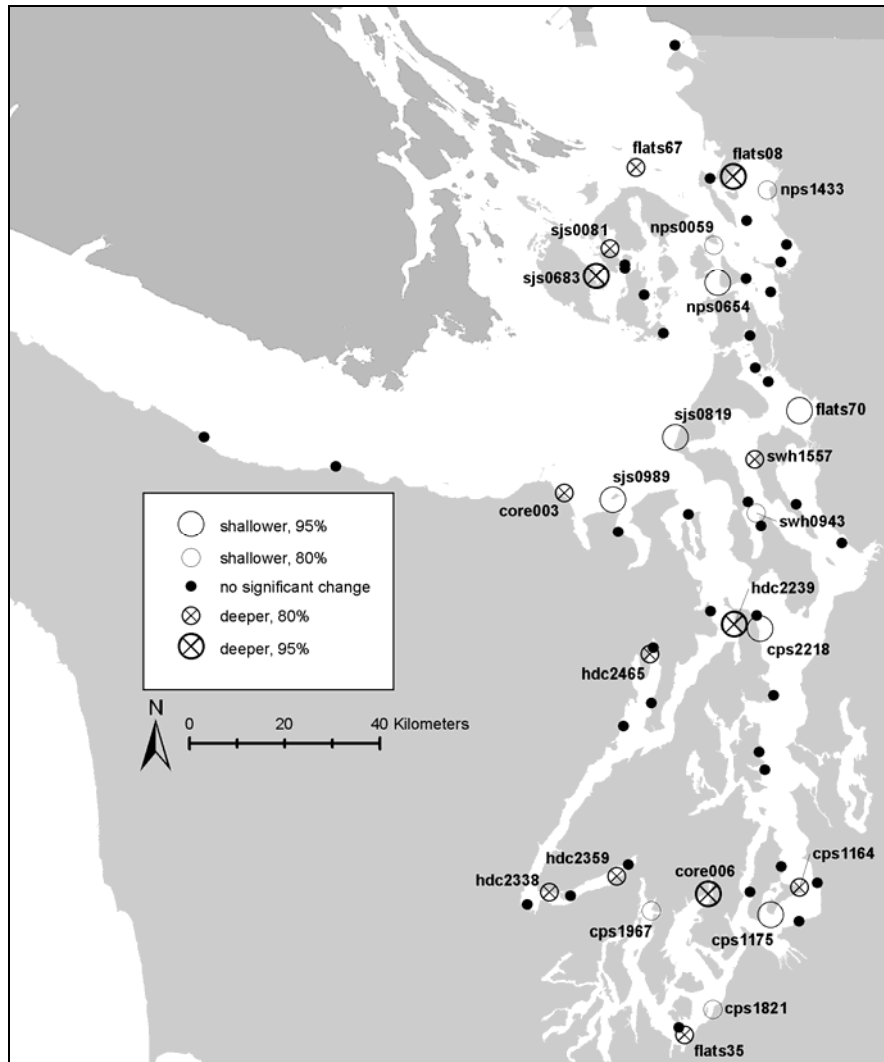 flats67
flats08
nps1433
sjs0081
nps0059
sjs0683
nps0654
flats70
sjs0819
swh1557
sjs0989
core003
swh0943
shallower, 95%
shallower, 80%
no significant change
deeper, 80%
deeper, 95%
hdc2239
cps2218
hdc2465
N
0 20 40 Kilometers
hdc2359
hdc2338
core006
cps1164
cps1967
cps1175
cps1821
flats35